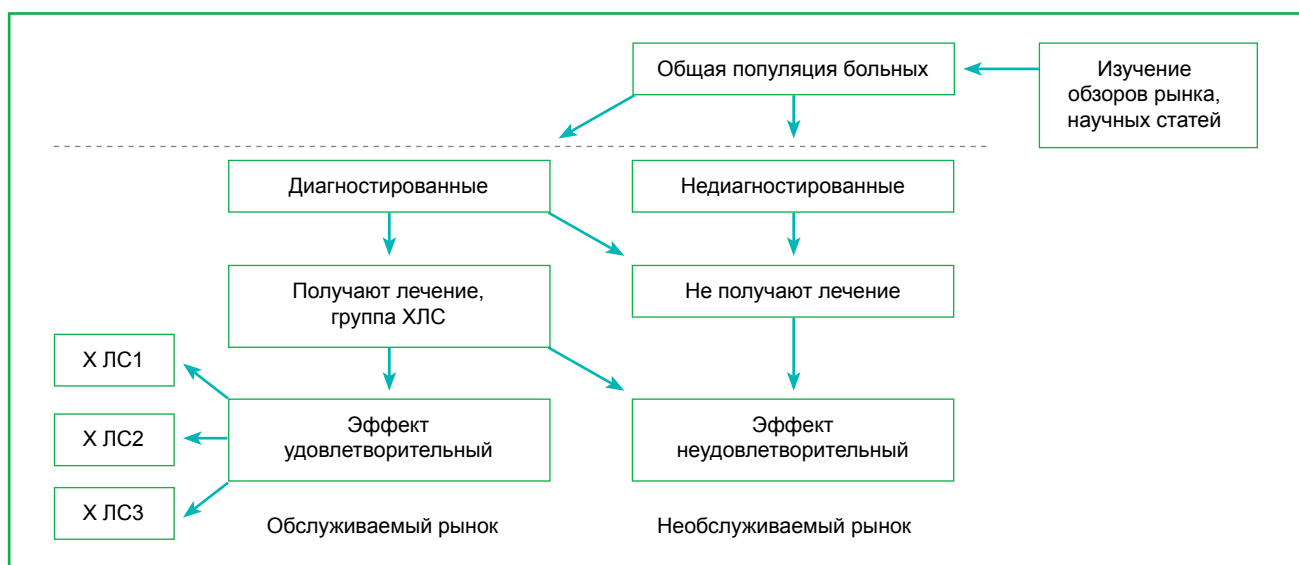 Общая популяция больных
Изучение
обзоров рынка,
научных статей
Диагностированные
Недиагностированные
Получают лечение,
группа ХЛС
Не получают лечение
Х ЛС1
Х ЛС2
Х ЛС3
Эффект
удовлетворительный
Эффект
неудовлетворительный
Обслуживаемый рынок
Необслуживаемый рынок